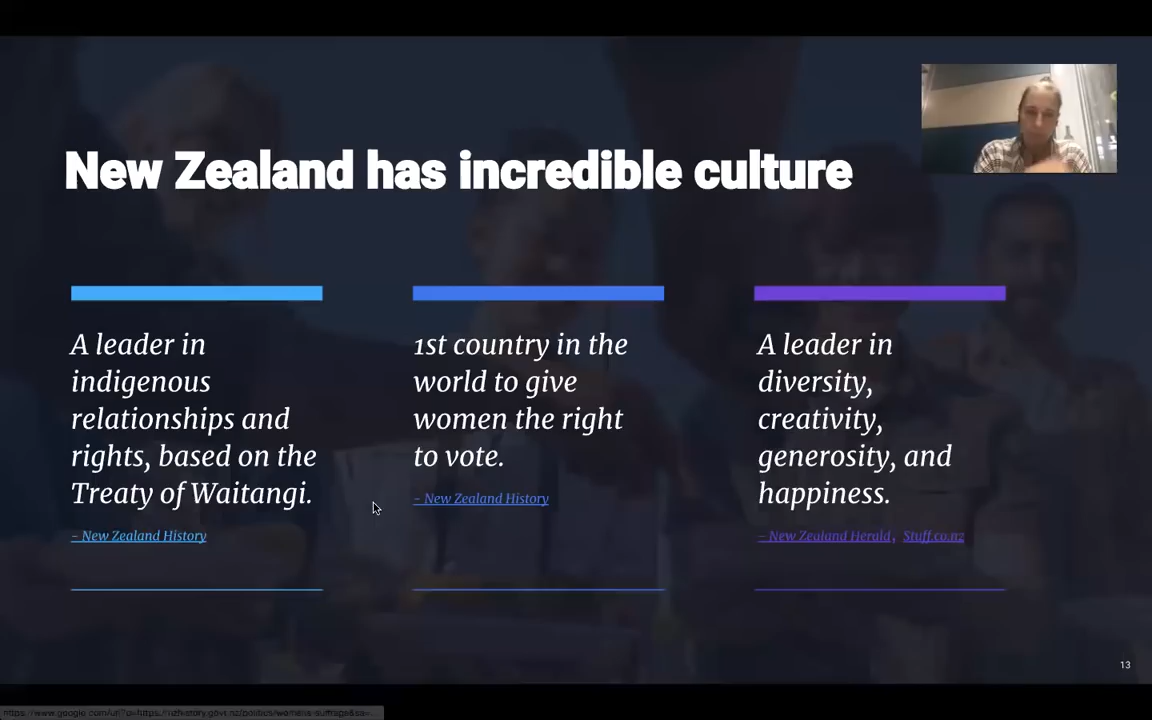 New Zealand has incredible culture
A leader in
indigenous
relationships and
rights, based on the
Treaty of Waitangi.
- New Zealand History
1st country in the
world to give
women the right
to vote.
- New Zealand History
A leader in
diversity,
creativity,
generosity, and
happiness.
- New Zealand Herald, Stuff.co.nz
13